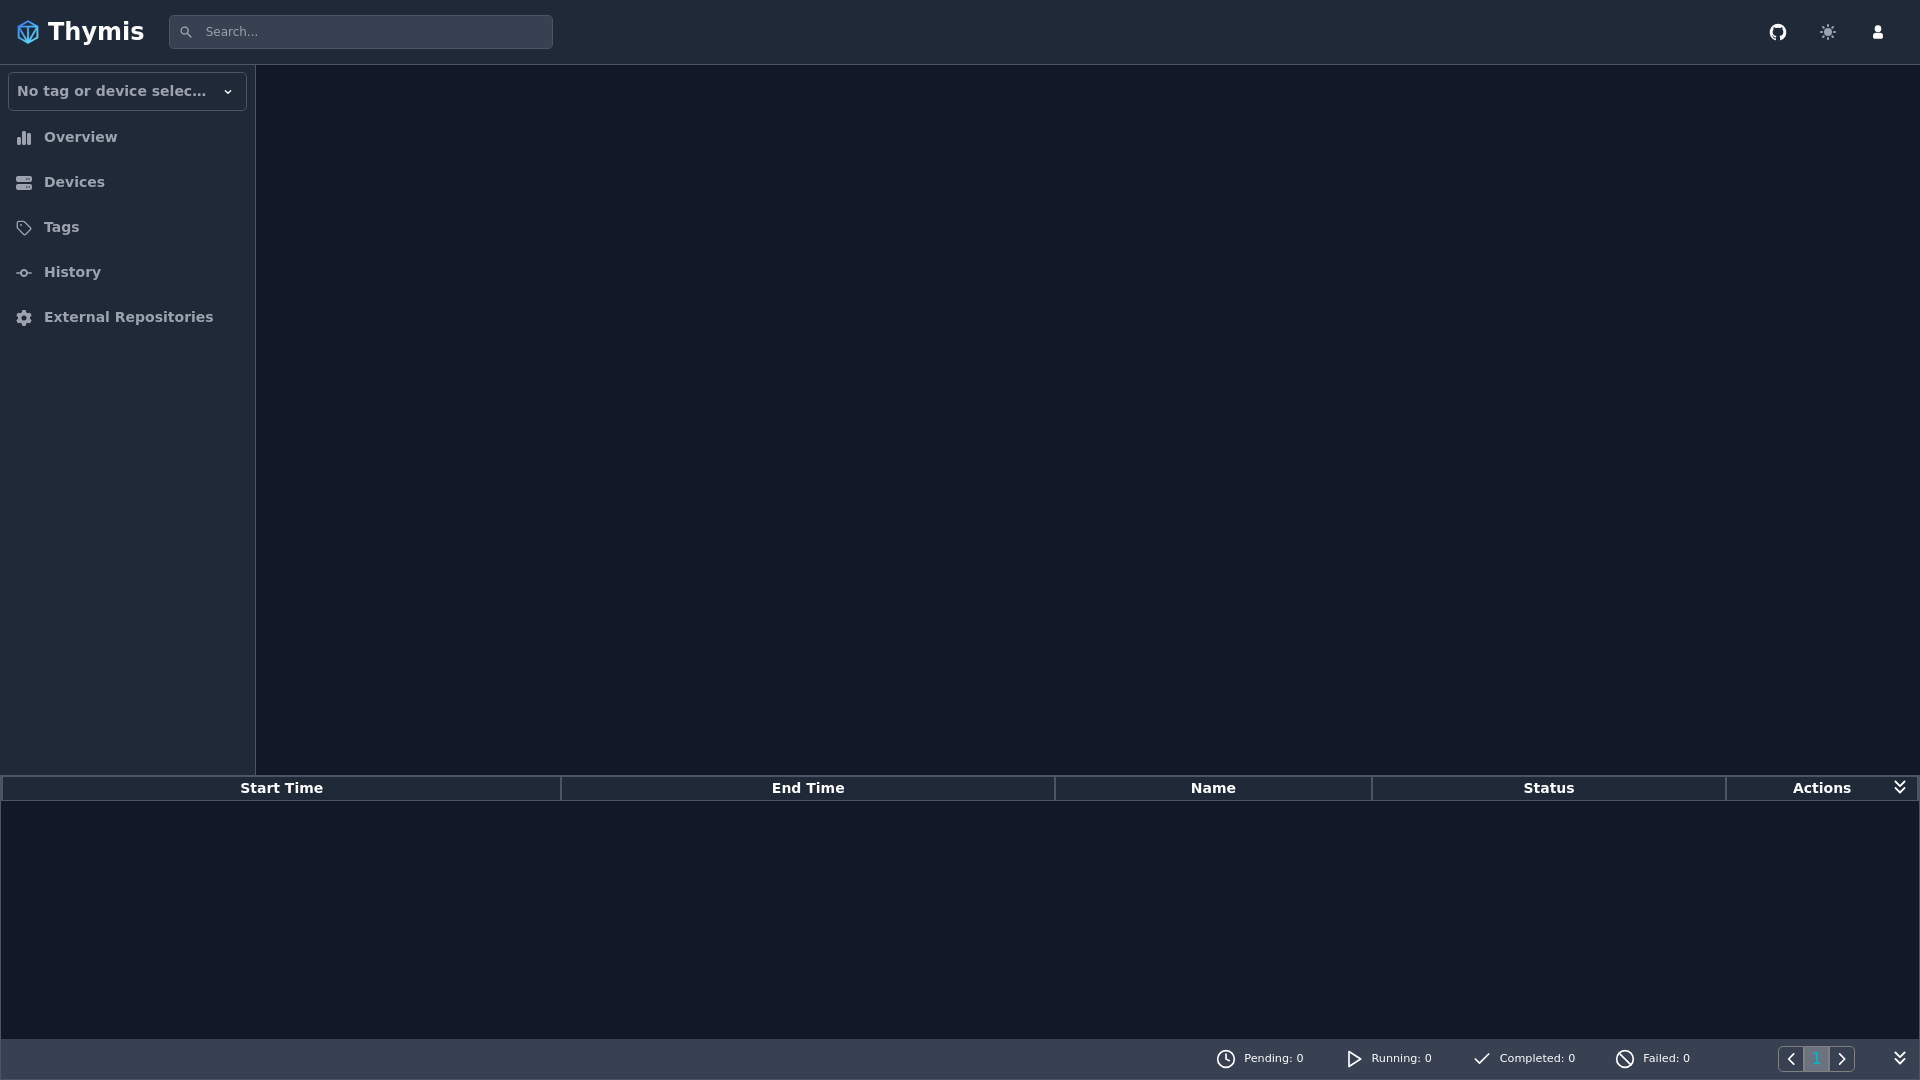 Thymis
Search...
No tag or device selec...
Overview
Devices
Tags
History
External Repositories
Start Time End Time Name Status Actions
Pending: 0 Running: 0 Completed: 0 Failed: 0 1